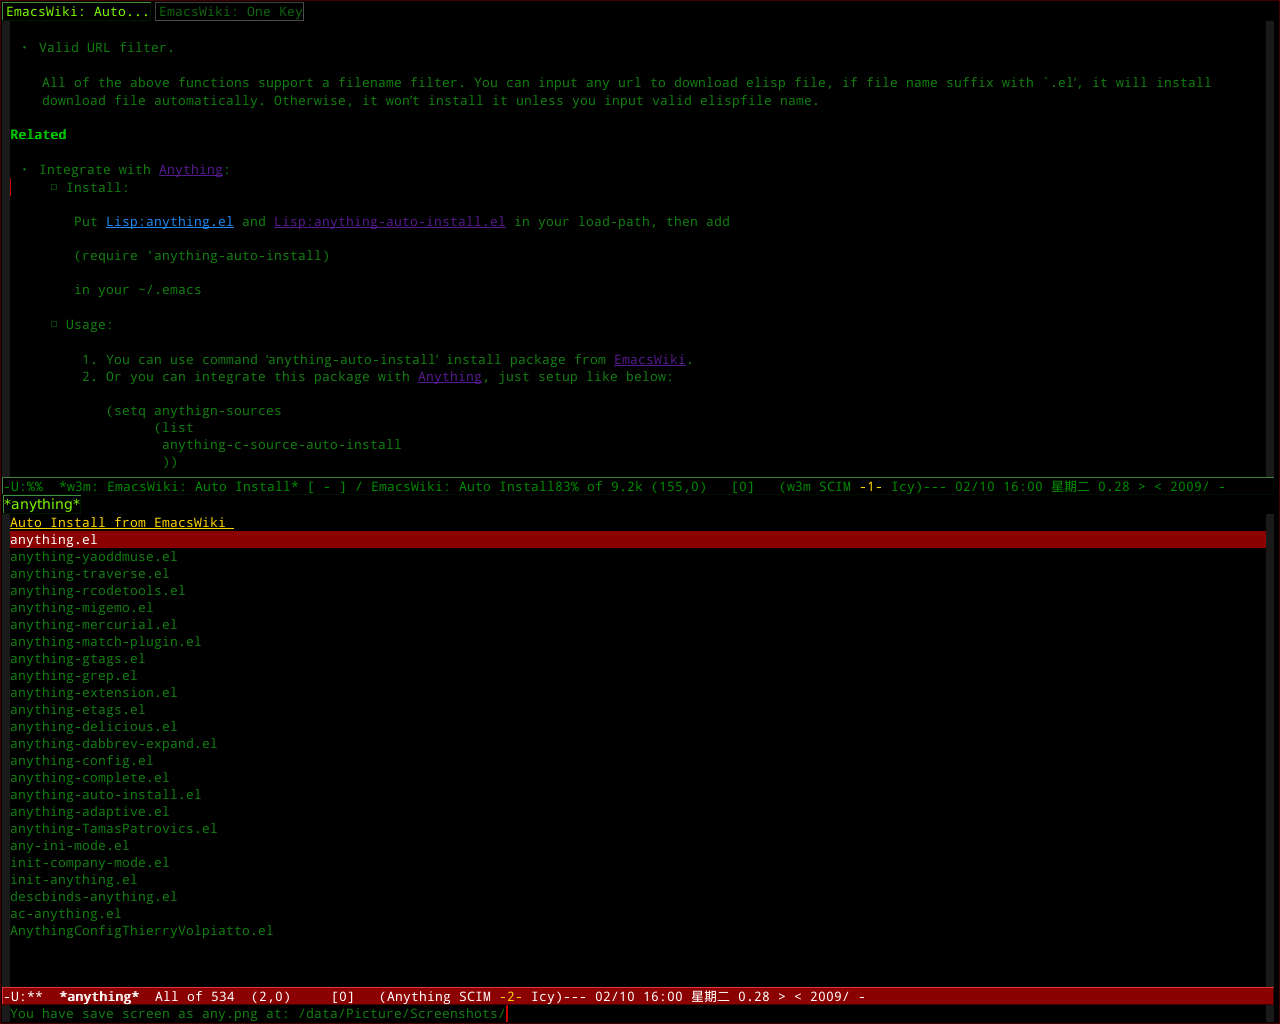 EmacsWiki: Auto... EmacsWiki: One Key
· Valid URL filter.
All of the above functions support a filename filter. You can input any url to download elisp file, if file name suffix with `.el’, it will install
download file automatically. Otherwise, it won’t install it unless you input valid elispfile name.
Related
· Integrate with Anything:
□ Install:
Put Lisp:anything.el and Lisp:anything-auto-install.el in your load-path, then add
(require 'anything-auto-install)
in your ~/.emacs
□ Usage:
1. You can use command ‘anything-auto-install’ install package from EmacsWiki.
2. Or you can integrate this package with Anything, just setup like below:
(setq anythign-sources
(list
anything-c-source-auto-install
))
-U:%%  *w3m: EmacsWiki: Auto Install* [ - ] / EmacsWiki: Auto Install83% of 9.2k (155,0)   [0]   (w3m SCIM -1- Icy)--- 02/10 16:00 星期二 0.28 > < 2009/ -
*anything*
Auto Install from EmacsWiki
anything.el
anything-yaoddmuse.el
anything-traverse.el
anything-rcodetools.el
anything-migemo.el
anything-mercurial.el
anything-match-plugin.el
anything-gtags.el
anything-grep.el
anything-extension.el
anything-etags.el
anything-delicious.el
anything-dabbrev-expand.el
anything-config.el
anything-complete.el
anything-auto-install.el
anything-adaptive.el
anything-TamasPatrovics.el
any-ini-mode.el
init-company-mode.el
init-anything.el
descbinds-anything.el
ac-anything.el
AnythingConfigThierryVolpiatto.el
-U:**  *anything*  All of 534  (2,0)     [0]   (Anything SCIM -2- Icy)--- 02/10 16:00 星期二 0.28 > < 2009/ -
You have save screen as any.png at: /data/Picture/Screenshots/